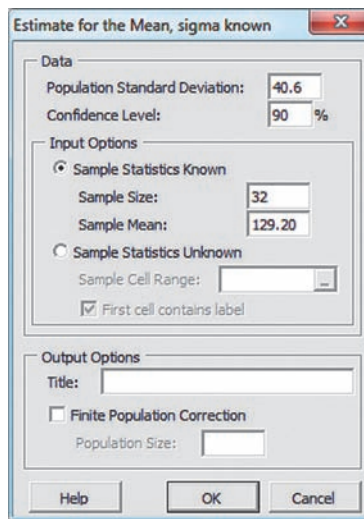 Estimate for the Mean, sigma known
Data
Population Standard Deviation: 40.6
Confidence Level: 90 %
Input Options
Sample Statistics Known
Sample Size: 32
Sample Mean: 129.20
Sample Statistics Unknown
Sample Cell Range: ...
First cell contains label
Output Options
Title:
Finite Population Correction
Population Size:
Help OK Cancel